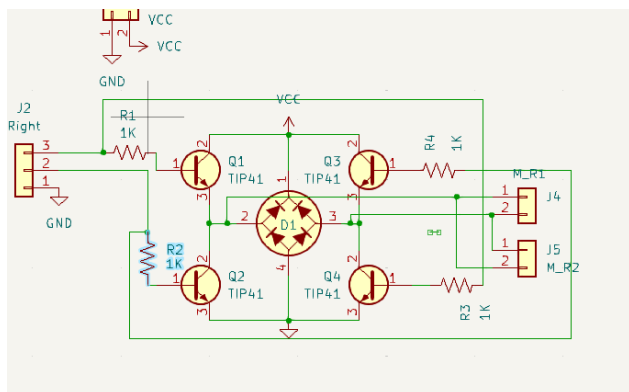 VCC
1
2
VCC
GND
J2
Right
R1
1K
VCC
3
2
1
GND
1
2
Q1
TIP41
3
2
Q3
TIP41
3
1
R4
1K
M_R1
1
2
J4
1
2
D1
3
4
R2
1K
1
2
Q2
TIP41
3
2
Q4
TIP41
3
1
R3
1K
1
2
J5
M_R2